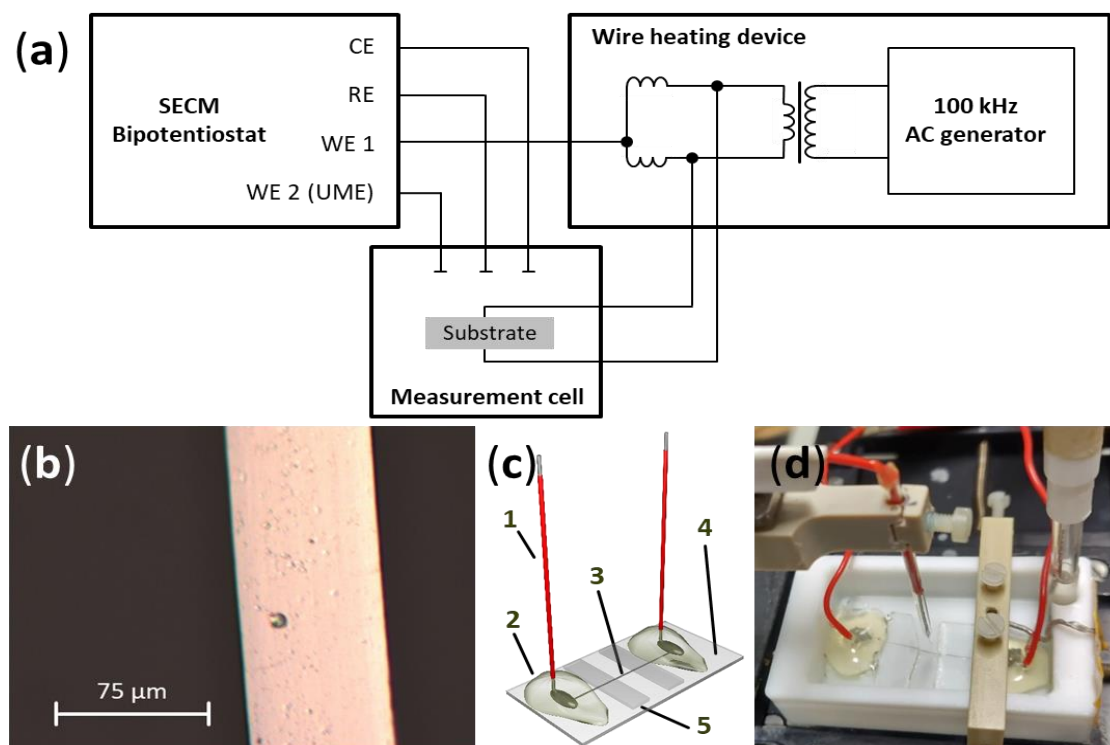 (a)
SECM
Bipotentiostat
CE
RE
WE 1
WE 2 (UME)
Wire heating device
100 kHz
AC generator
Substrate
Measurement cell
(b)
75 µm
(c)
1
2
3
4
5
(d)